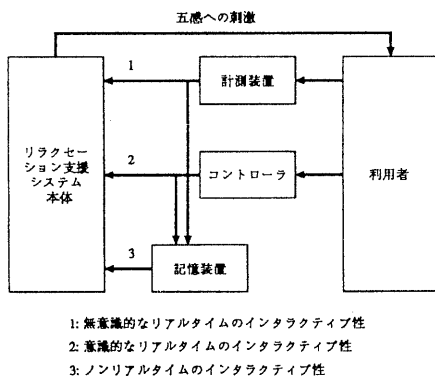 五感への刺激
1
計測装置
リラクセー
ション支援
システム
本体
2
コントローラ
利用者
3
記憶装置
1: 無意識的なリアルタイムのインタラクティブ性
2: 意識的なリアルタイムのインタラクティブ性
3: ノンリアルタイムのインタラクティブ性